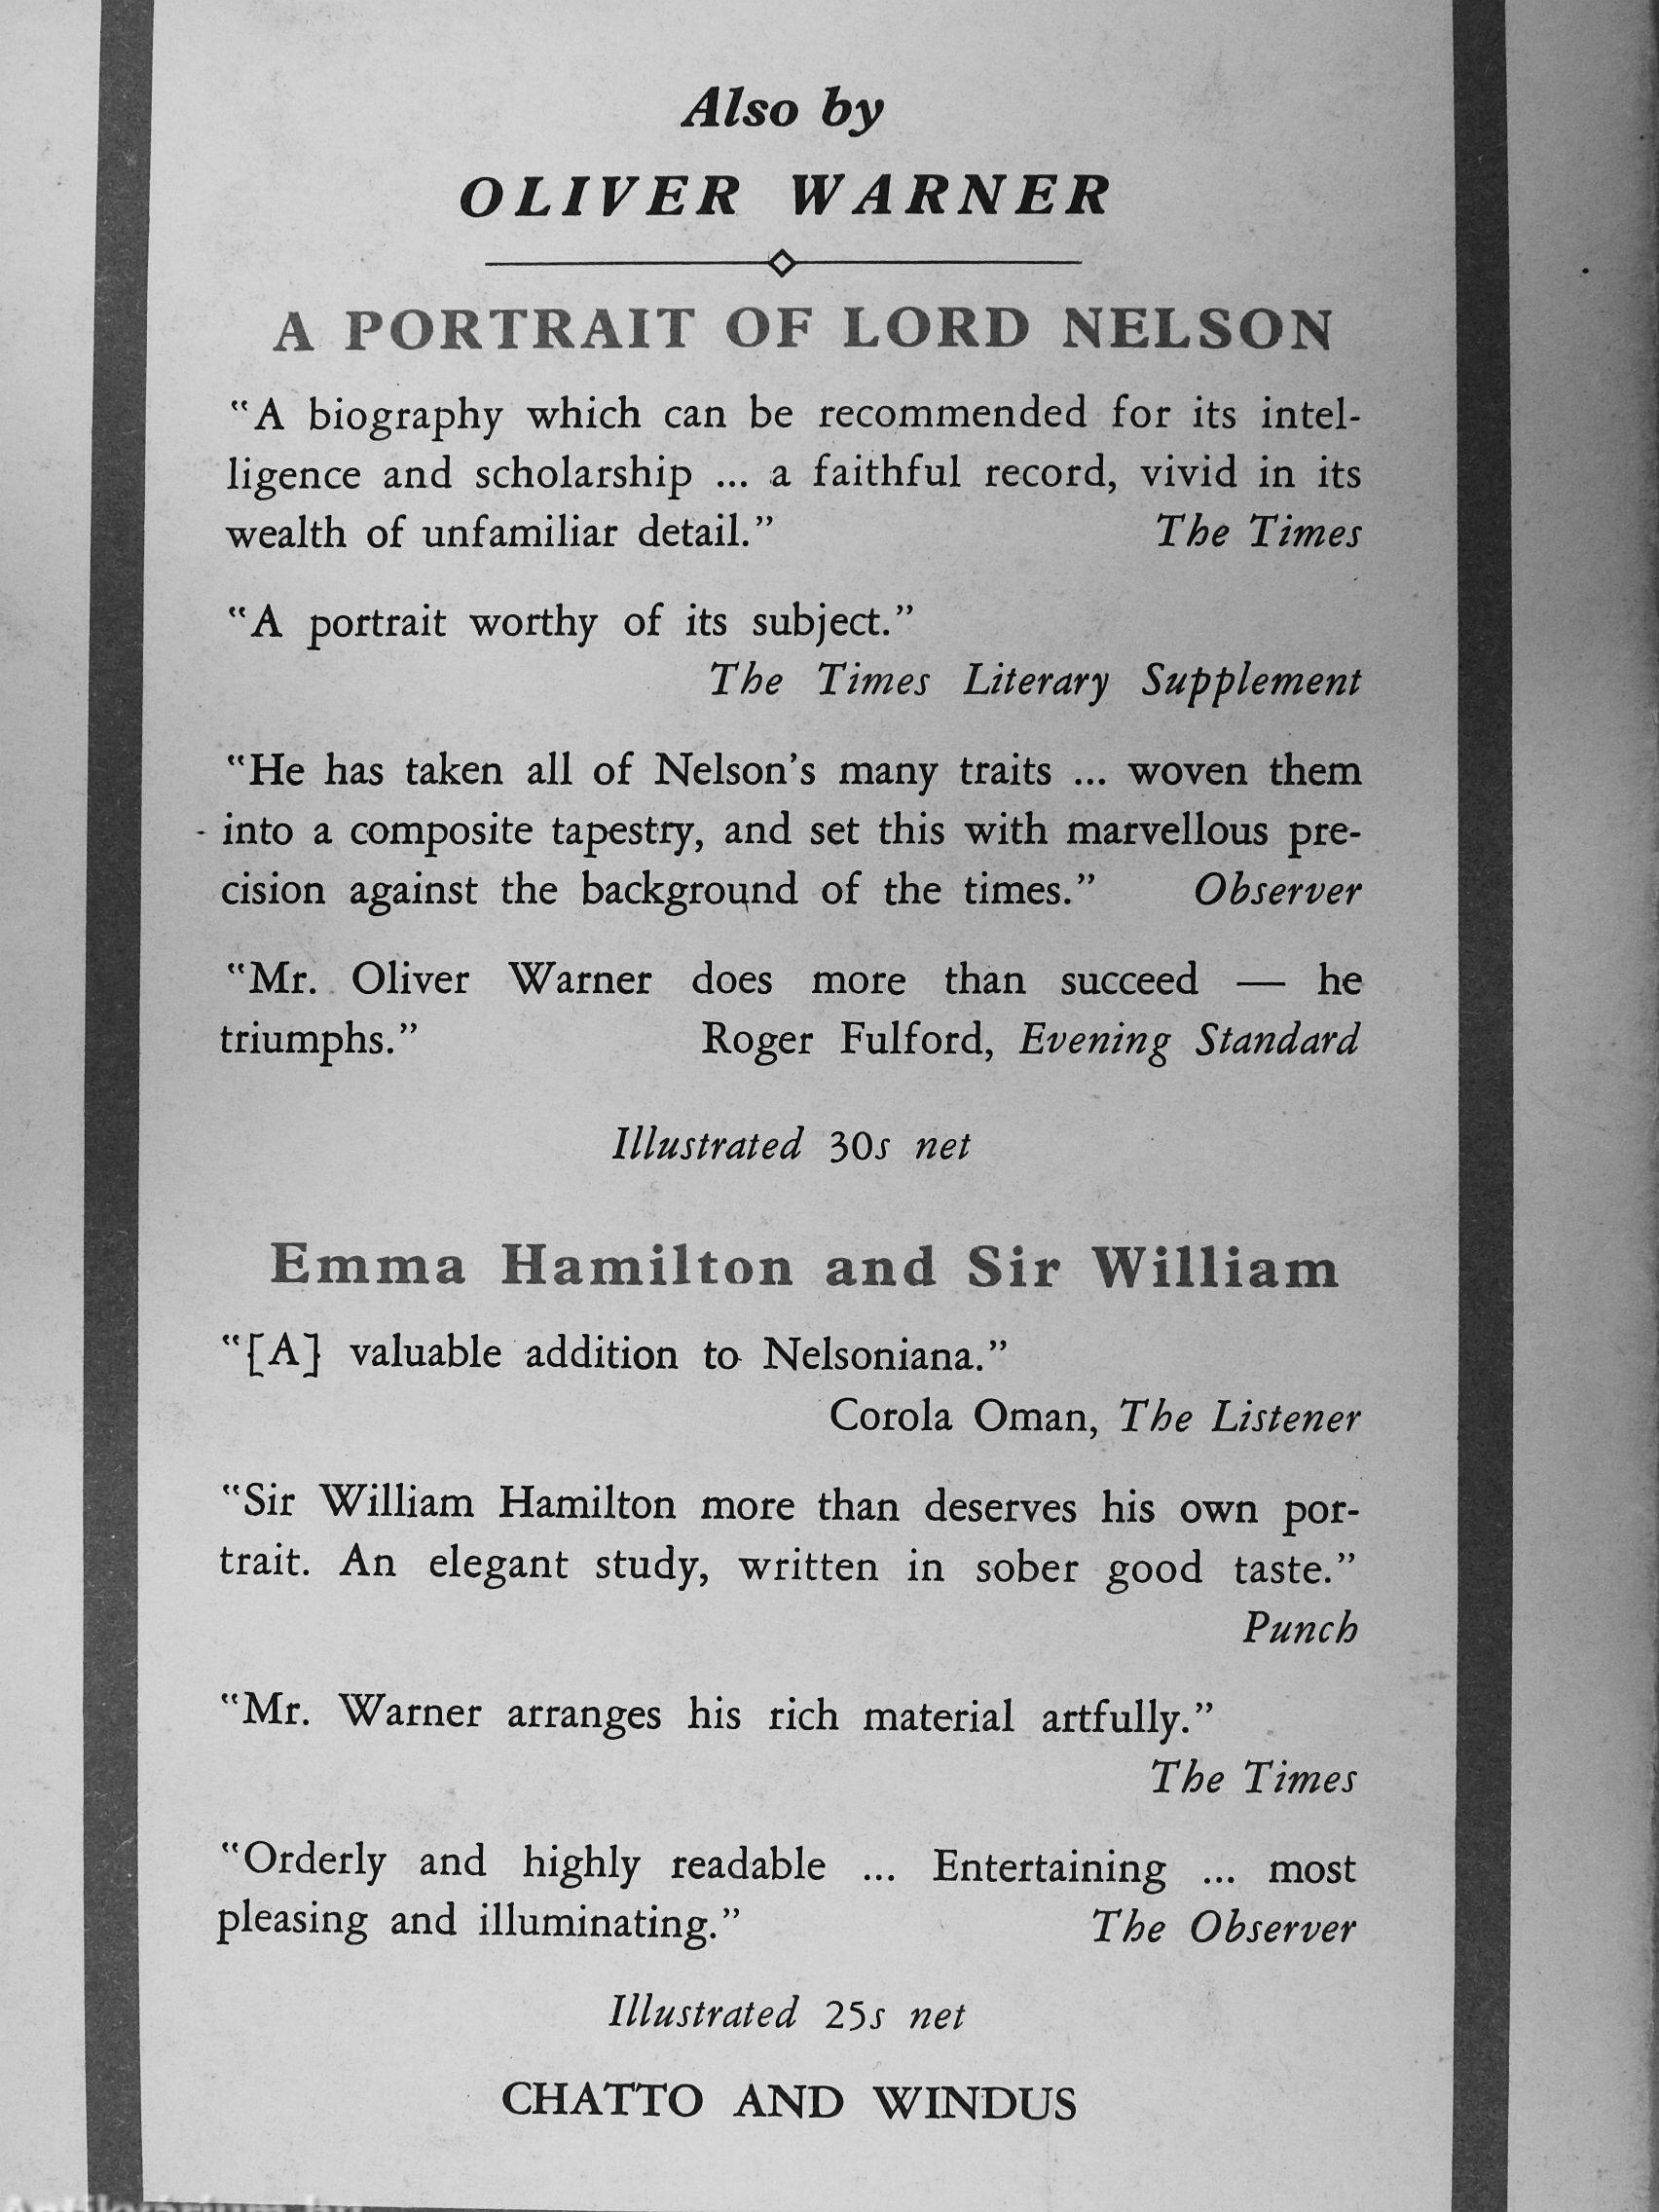 Also by
OLIVER WARNER
A PORTRAIT OF LORD NELSON
“A biography which can be recommended for its intel-
ligence and scholarship ... a faithful record, vivid in its
wealth of unfamiliar detail.” The Times
“A portrait worthy of its subject.”
The Times Literary Supplement
“He has taken all of Nelson’s many traits ... woven them
into a composite tapestry, and set this with marvellous pre-
cision against the background of the times.” Observer
“Mr. Oliver Warner does more than succeed — he
triumphs.” Roger Fulford, Evening Standard
Illustrated 30s net
Emma Hamilton and Sir William
“[A] valuable addition to Nelsoniana.”
Corola Oman, The Listener
“Sir William Hamilton more than deserves his own por-
trait. An elegant study, written in sober good taste.”
Punch
“Mr. Warner arranges his rich material artfully.”
The Times
“Orderly and highly readable ... Entertaining ... most
pleasing and illuminating.” The Observer
Illustrated 25s net
CHATTO AND WINDUS